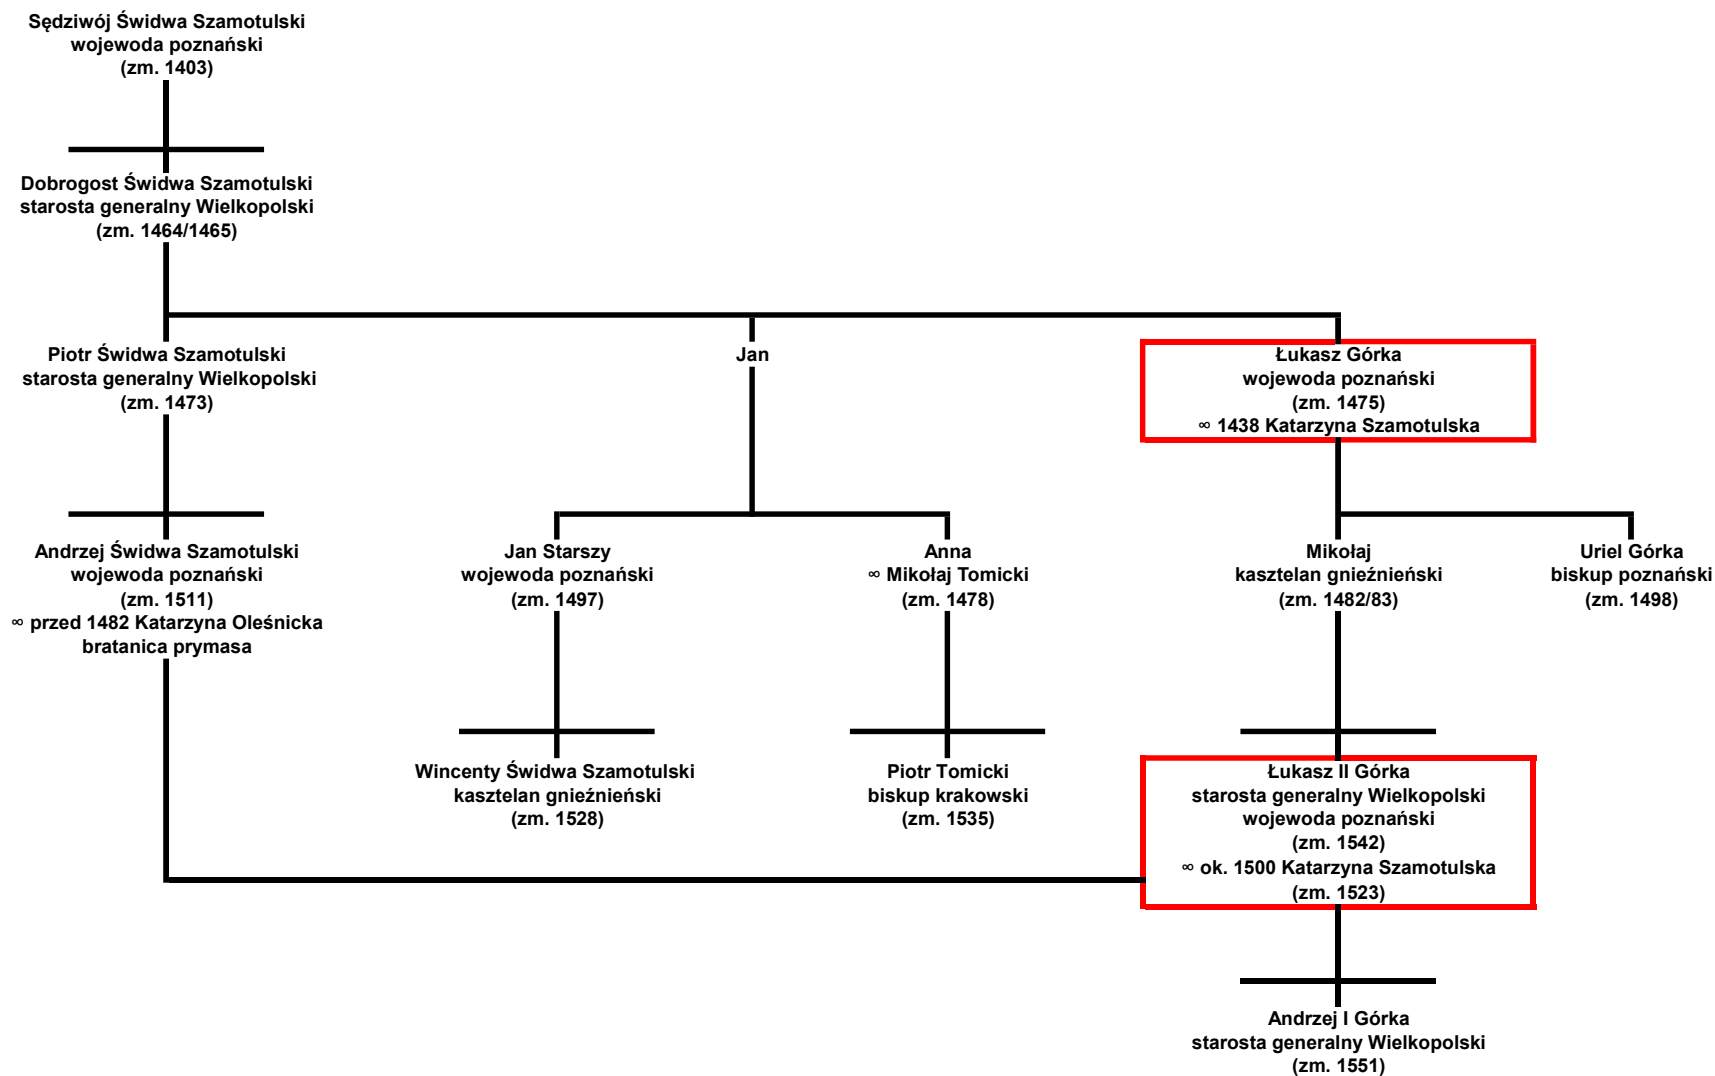 Sędziwój Świdwa Szamotulski
wojewoda poznański
(zm. 1403)
Dobrogost Świdwa Szamotulski
starosta generalny Wielkopolski
(zm. 1464/1465)
Piotr Świdwa Szamotulski
starosta generalny Wielkopolski
(zm. 1473)
Jan
Łukasz Górka
wojewoda poznański
(zm. 1475)
∞ 1438 Katarzyna Szamotulska
Andrzej Świdwa Szamotulski
wojewoda poznański
(zm. 1511)
∞ przed 1482 Katarzyna Oleśnicka
bratanica prymasa
Jan Starszy
wojewoda poznański
(zm. 1497)
Anna
∞ Mikołaj Tomicki
(zm. 1478)
Mikołaj
kasztelan gnieźnieński
(zm. 1482/83)
Uriel Górka
biskup poznański
(zm. 1498)
Wincenty Świdwa Szamotulski
kasztelan gnieźnieński
(zm. 1528)
Piotr Tomicki
biskup krakowski
(zm. 1535)
Łukasz II Górka
starosta generalny Wielkopolski
wojewoda poznański
(zm. 1542)
∞ ok. 1500 Katarzyna Szamotulska
(zm. 1523)
Andrzej I Górka
starosta generalny Wielkopolski
(zm. 1551)